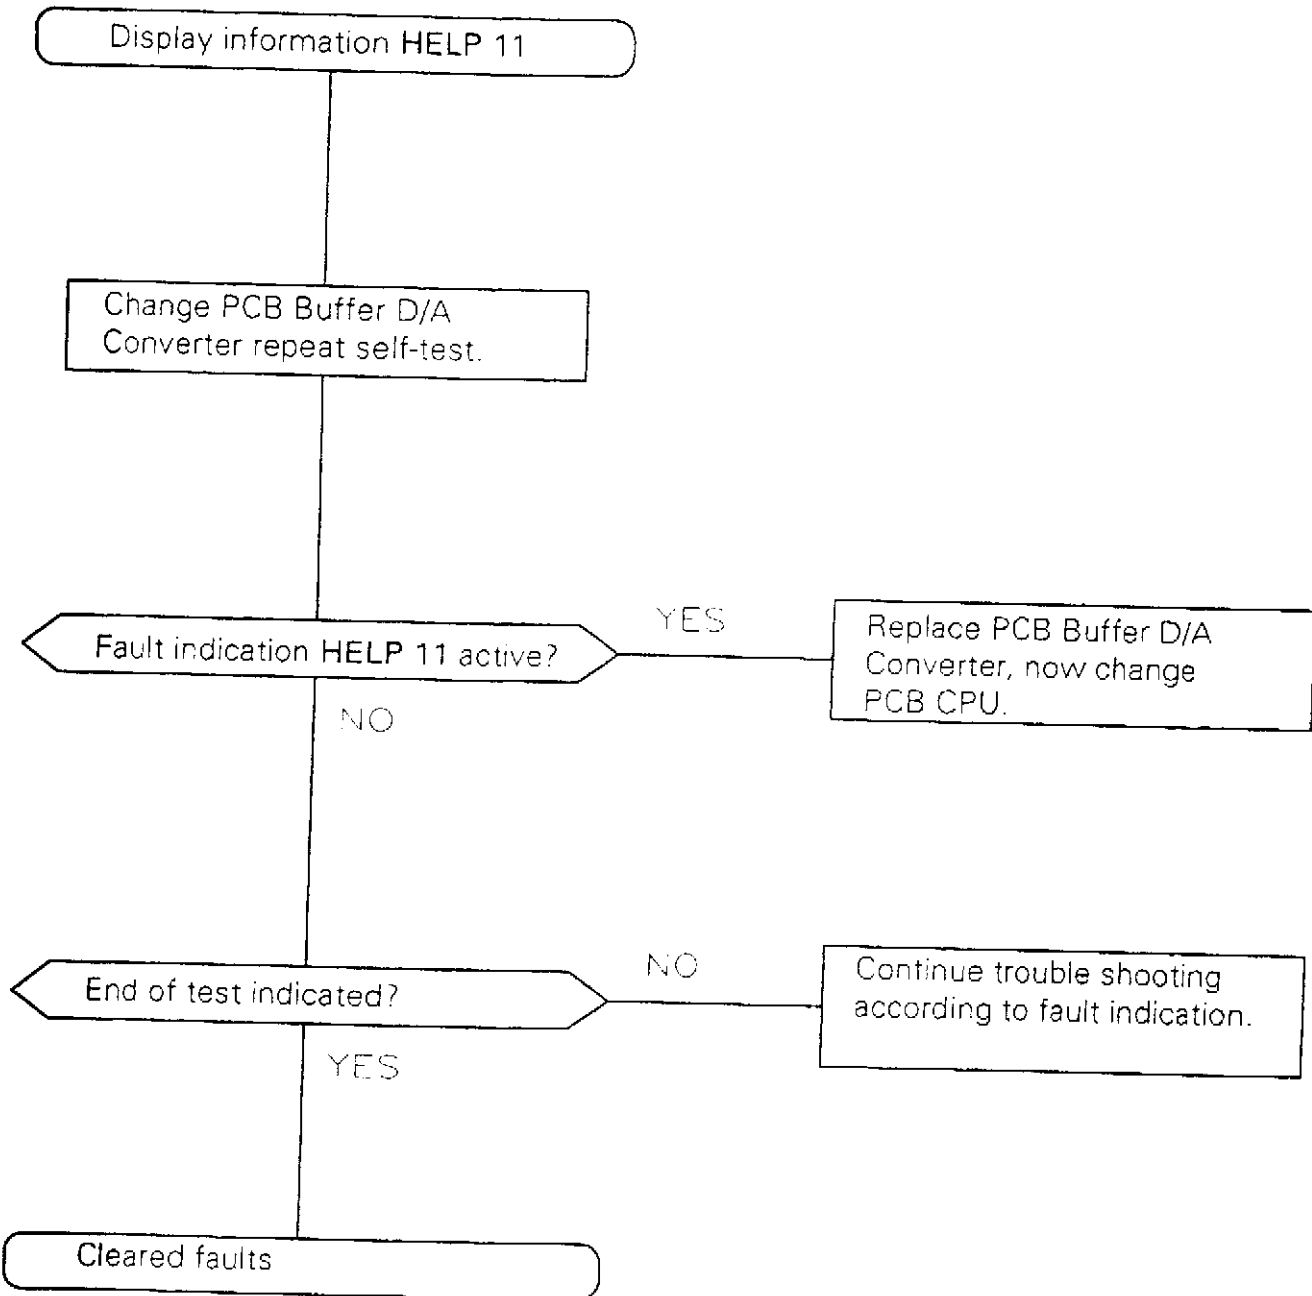 Display information HELP 11
Change PCB Buffer D/A
Converter repeat self-test.
Fault indication HELP 11 active?
YES
Replace PCB Buffer D/A
Converter, now change
PCB CPU.
NO
End of test indicated?
NO
Continue trouble shooting
according to fault indication.
YES
Cleared faults